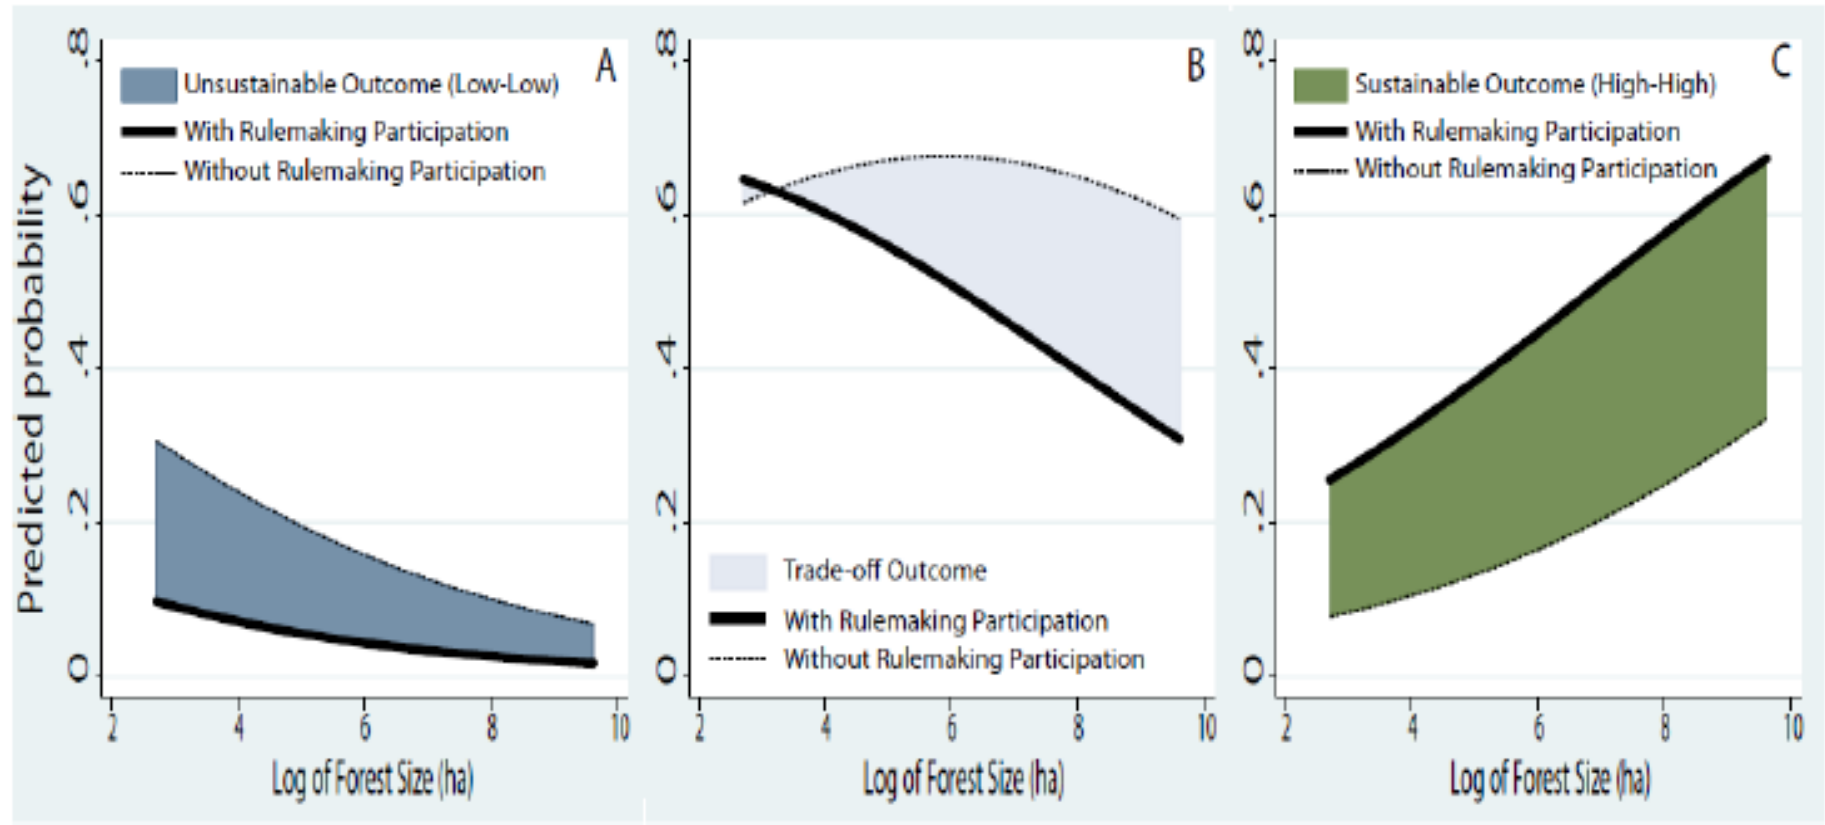 Predicted probability
A
.8
.6
.4
.2
0
Unsustainable Outcome (Low-Low)
With Rulemaking Participation
Without Rulemaking Participation
2 4 6 8 10
Log of Forest Size (ha)
B
.8
.6
.4
.2
0
Trade-off Outcome
With Rulemaking Participation
Without Rulemaking Participation
2 4 6 8 10
Log of Forest Size (ha)
C
.8
.6
.4
.2
0
Sustainable Outcome (High-High)
With Rulemaking Participation
Without Rulemaking Participation
2 4 6 8 10
Log of Forest Size (ha)